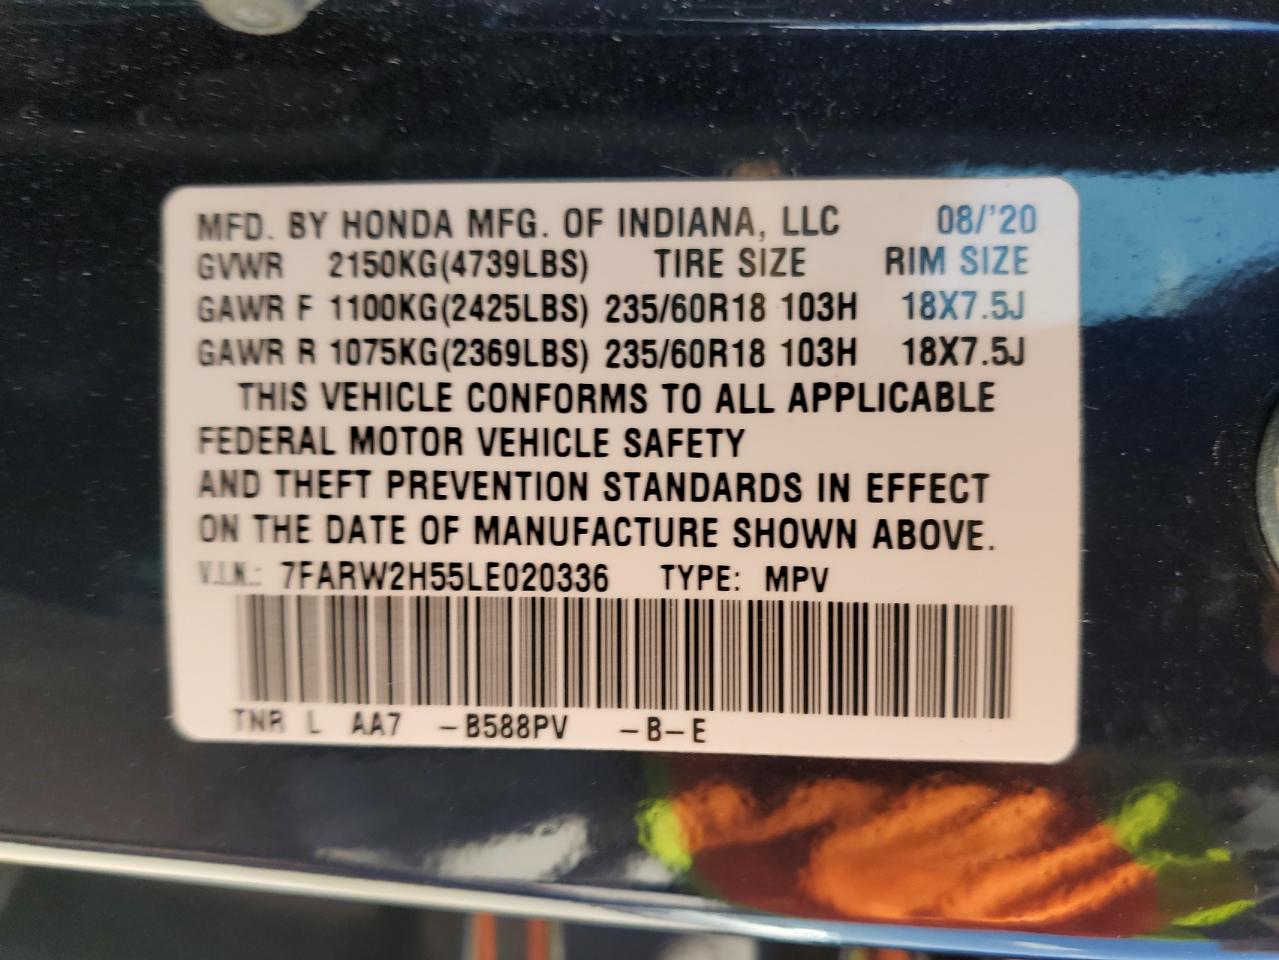 MFD. BY HONDA MFG. OF INDIANA, LLC 08/'20
GVWR 2150KG(4739LBS) TIRE SIZE RIM SIZE
GAWR F 1100KG(2425LBS) 235/60R18 103H 18X7.5J
GAWR R 1075KG(2369LBS) 235/60R18 103H 18X7.5J
THIS VEHICLE CONFORMS TO ALL APPLICABLE
FEDERAL MOTOR VEHICLE SAFETY
AND THEFT PREVENTION STANDARDS IN EFFECT
ON THE DATE OF MANUFACTURE SHOWN ABOVE.
V.I.N.: 7FARW2H55LE020336 TYPE: MPV
TNR L AA7 -B588PV -B-E